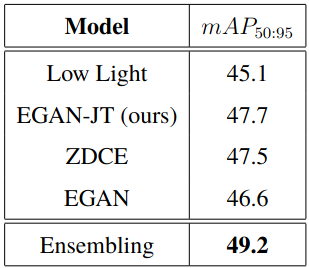 Model mAP50:95
Low Light 45.1
EGAN-JT (ours) 47.7
ZDCE 47.5
EGAN 46.6
Ensembling 49.2